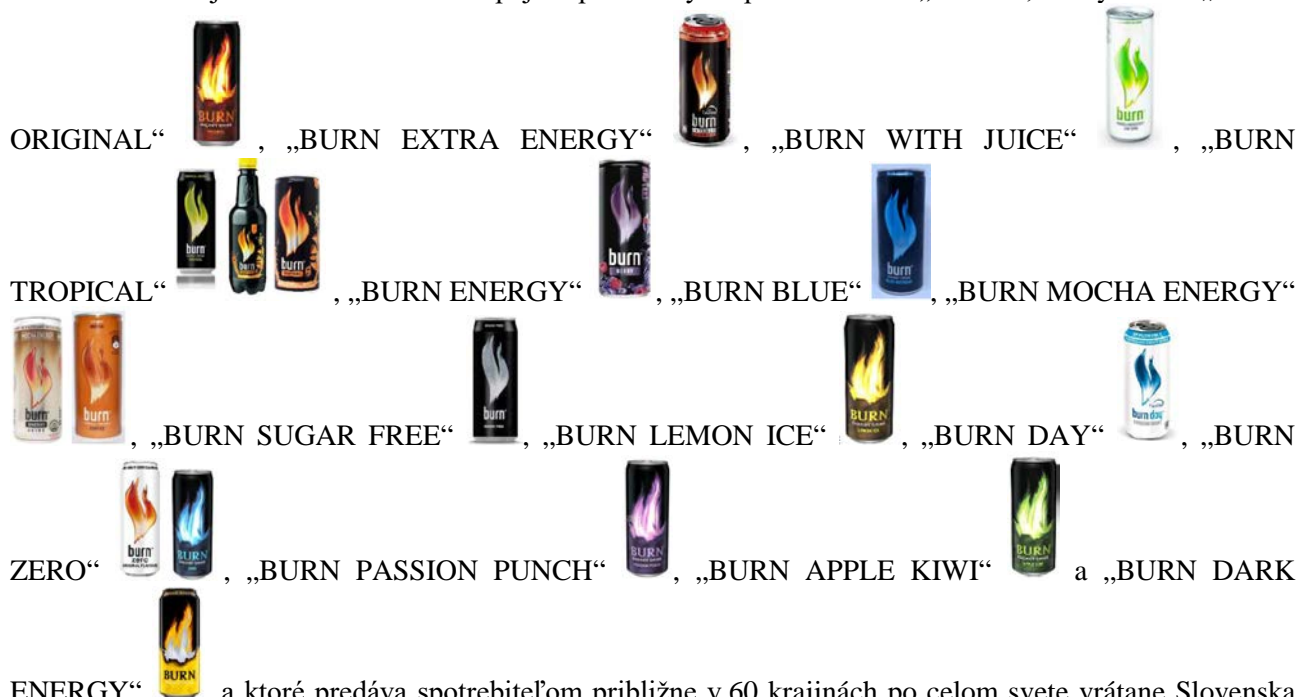 ORIGINAL“ , „BURN EXTRA ENERGY“ , „BURN WITH JUICE“ , „BURN
TROPICAL“ , „BURN ENERGY“ , „BURN BLUE“ , „BURN MOCHA ENERGY“
, „BURN SUGAR FREE“ , „BURN LEMON ICE“ , „BURN DAY“ , „BURN
ZERO“ , „BURN PASSION PUNCH“ , „BURN APPLE KIWI“ a „BURN DARK
ENERGY“ a ktoré predáva spotrebiteľom približne v 60 krajinách po celom svete vrátane Slovenska